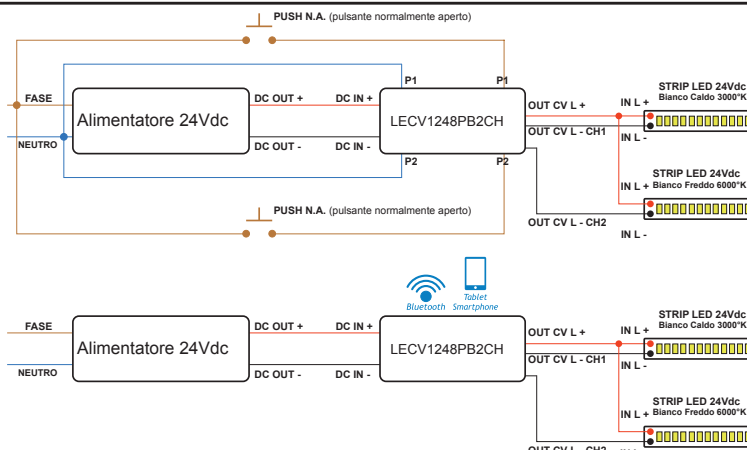 PUSH N.A. (pulsante normalmente aperto)
P1 P1
FASE DC OUT + DC IN +
Alimentatore 24Vdc LECV1248PB2CH
NEUTRO DC OUT - DC IN -
P2 P2
OUT CV L + IN L +
STRIP LED 24Vdc
Bianco Caldo 3000°K
OUT CV L - CH1 IN L -
STRIP LED 24Vdc
IN L + Bianco Freddo 6000°K
OUT CV L - CH2
IN L -
PUSH N.A. (pulsante normalmente aperto)
Bluetooth
Tablet
Smartphone
FASE DC OUT + DC IN +
Alimentatore 24Vdc LECV1248PB2CH
NEUTRO DC OUT - DC IN -
OUT CV L + IN L +
STRIP LED 24Vdc
Bianco Caldo 3000°K
OUT CV L - CH1 IN L -
STRIP LED 24Vdc
IN L + Bianco Freddo 6000°K
OUT CV L - CH2